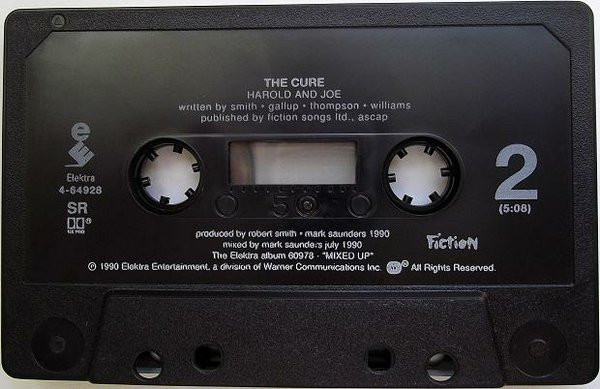 THE CURE
HAROLD AND JOE
written by smith • gallup • thompson • williams
published by fiction songs ltd., ascap
e
Elektra
4-64928
SR
2
(5:08)
5
produced by robert smith • mark saunders 1990
mixed by mark saunders july 1990
The Elektra album 60978 - "MIXED UP"
Fiction
℗ 1990 Elektra Entertainment, a division of Warner Communications Inc. All Rights Reserved.